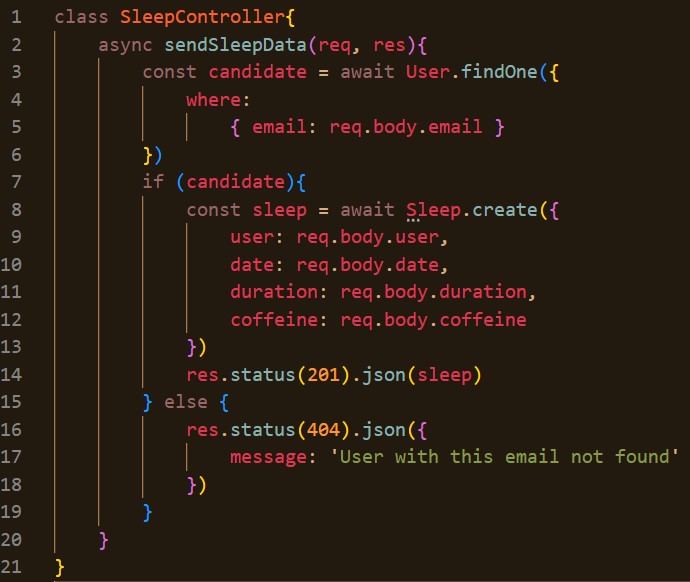 1 class SleepController{
2 async sendSleepData(req, res){
3 const candidate = await User.findOne({
4 where:
5 { email: req.body.email }
6 })
7 if (candidate){
8 const sleep = await Sleep.create({
9 user: req.body.user,
10 date: req.body.date,
11 duration: req.body.duration,
12 coffeine: req.body.coffeine
13 })
14 res.status(201).json(sleep)
15 } else {
16 res.status(404).json({
17 message: 'User with this email not found'
18 })
19 }
20 }
21 }